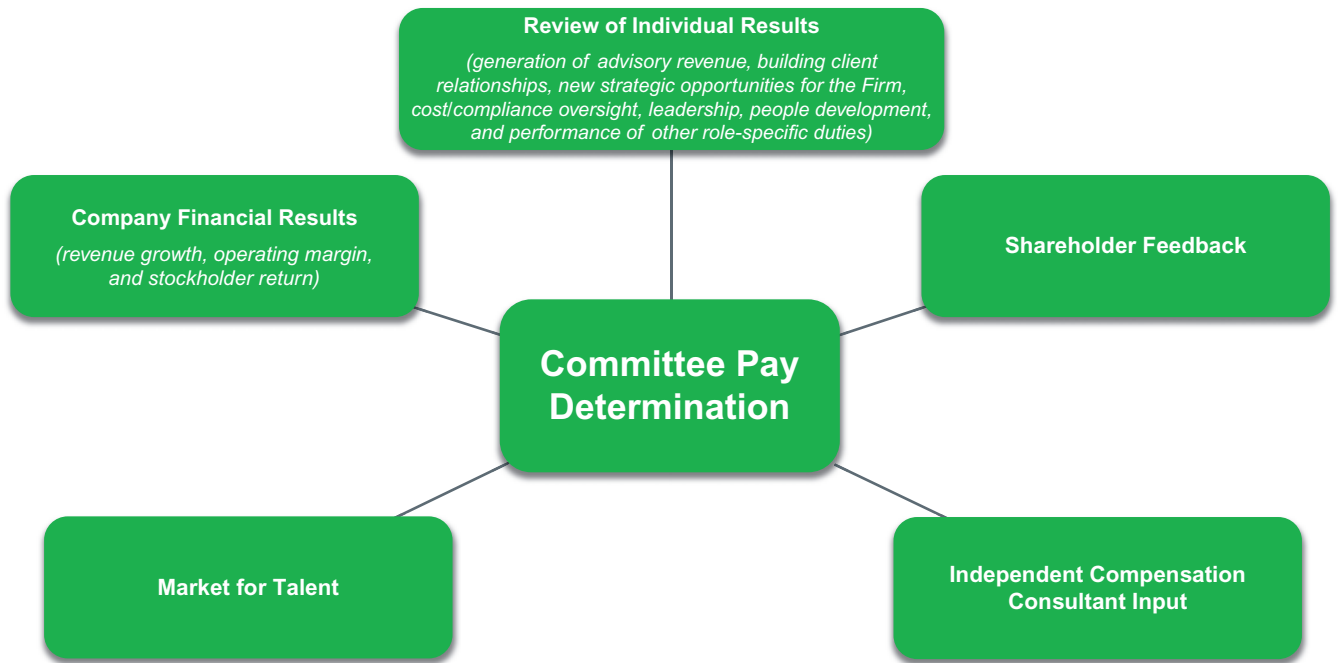 Review of Individual Results
(generation of advisory revenue, building client
relationships, new strategic opportunities for the Firm,
cost/compliance oversight, leadership, people development,
and performance of other role-specific duties)
Company Financial Results
(revenue growth, operating margin,
and stockholder return)
Shareholder Feedback
Committee Pay
Determination
Market for Talent
Independent Compensation
Consultant Input